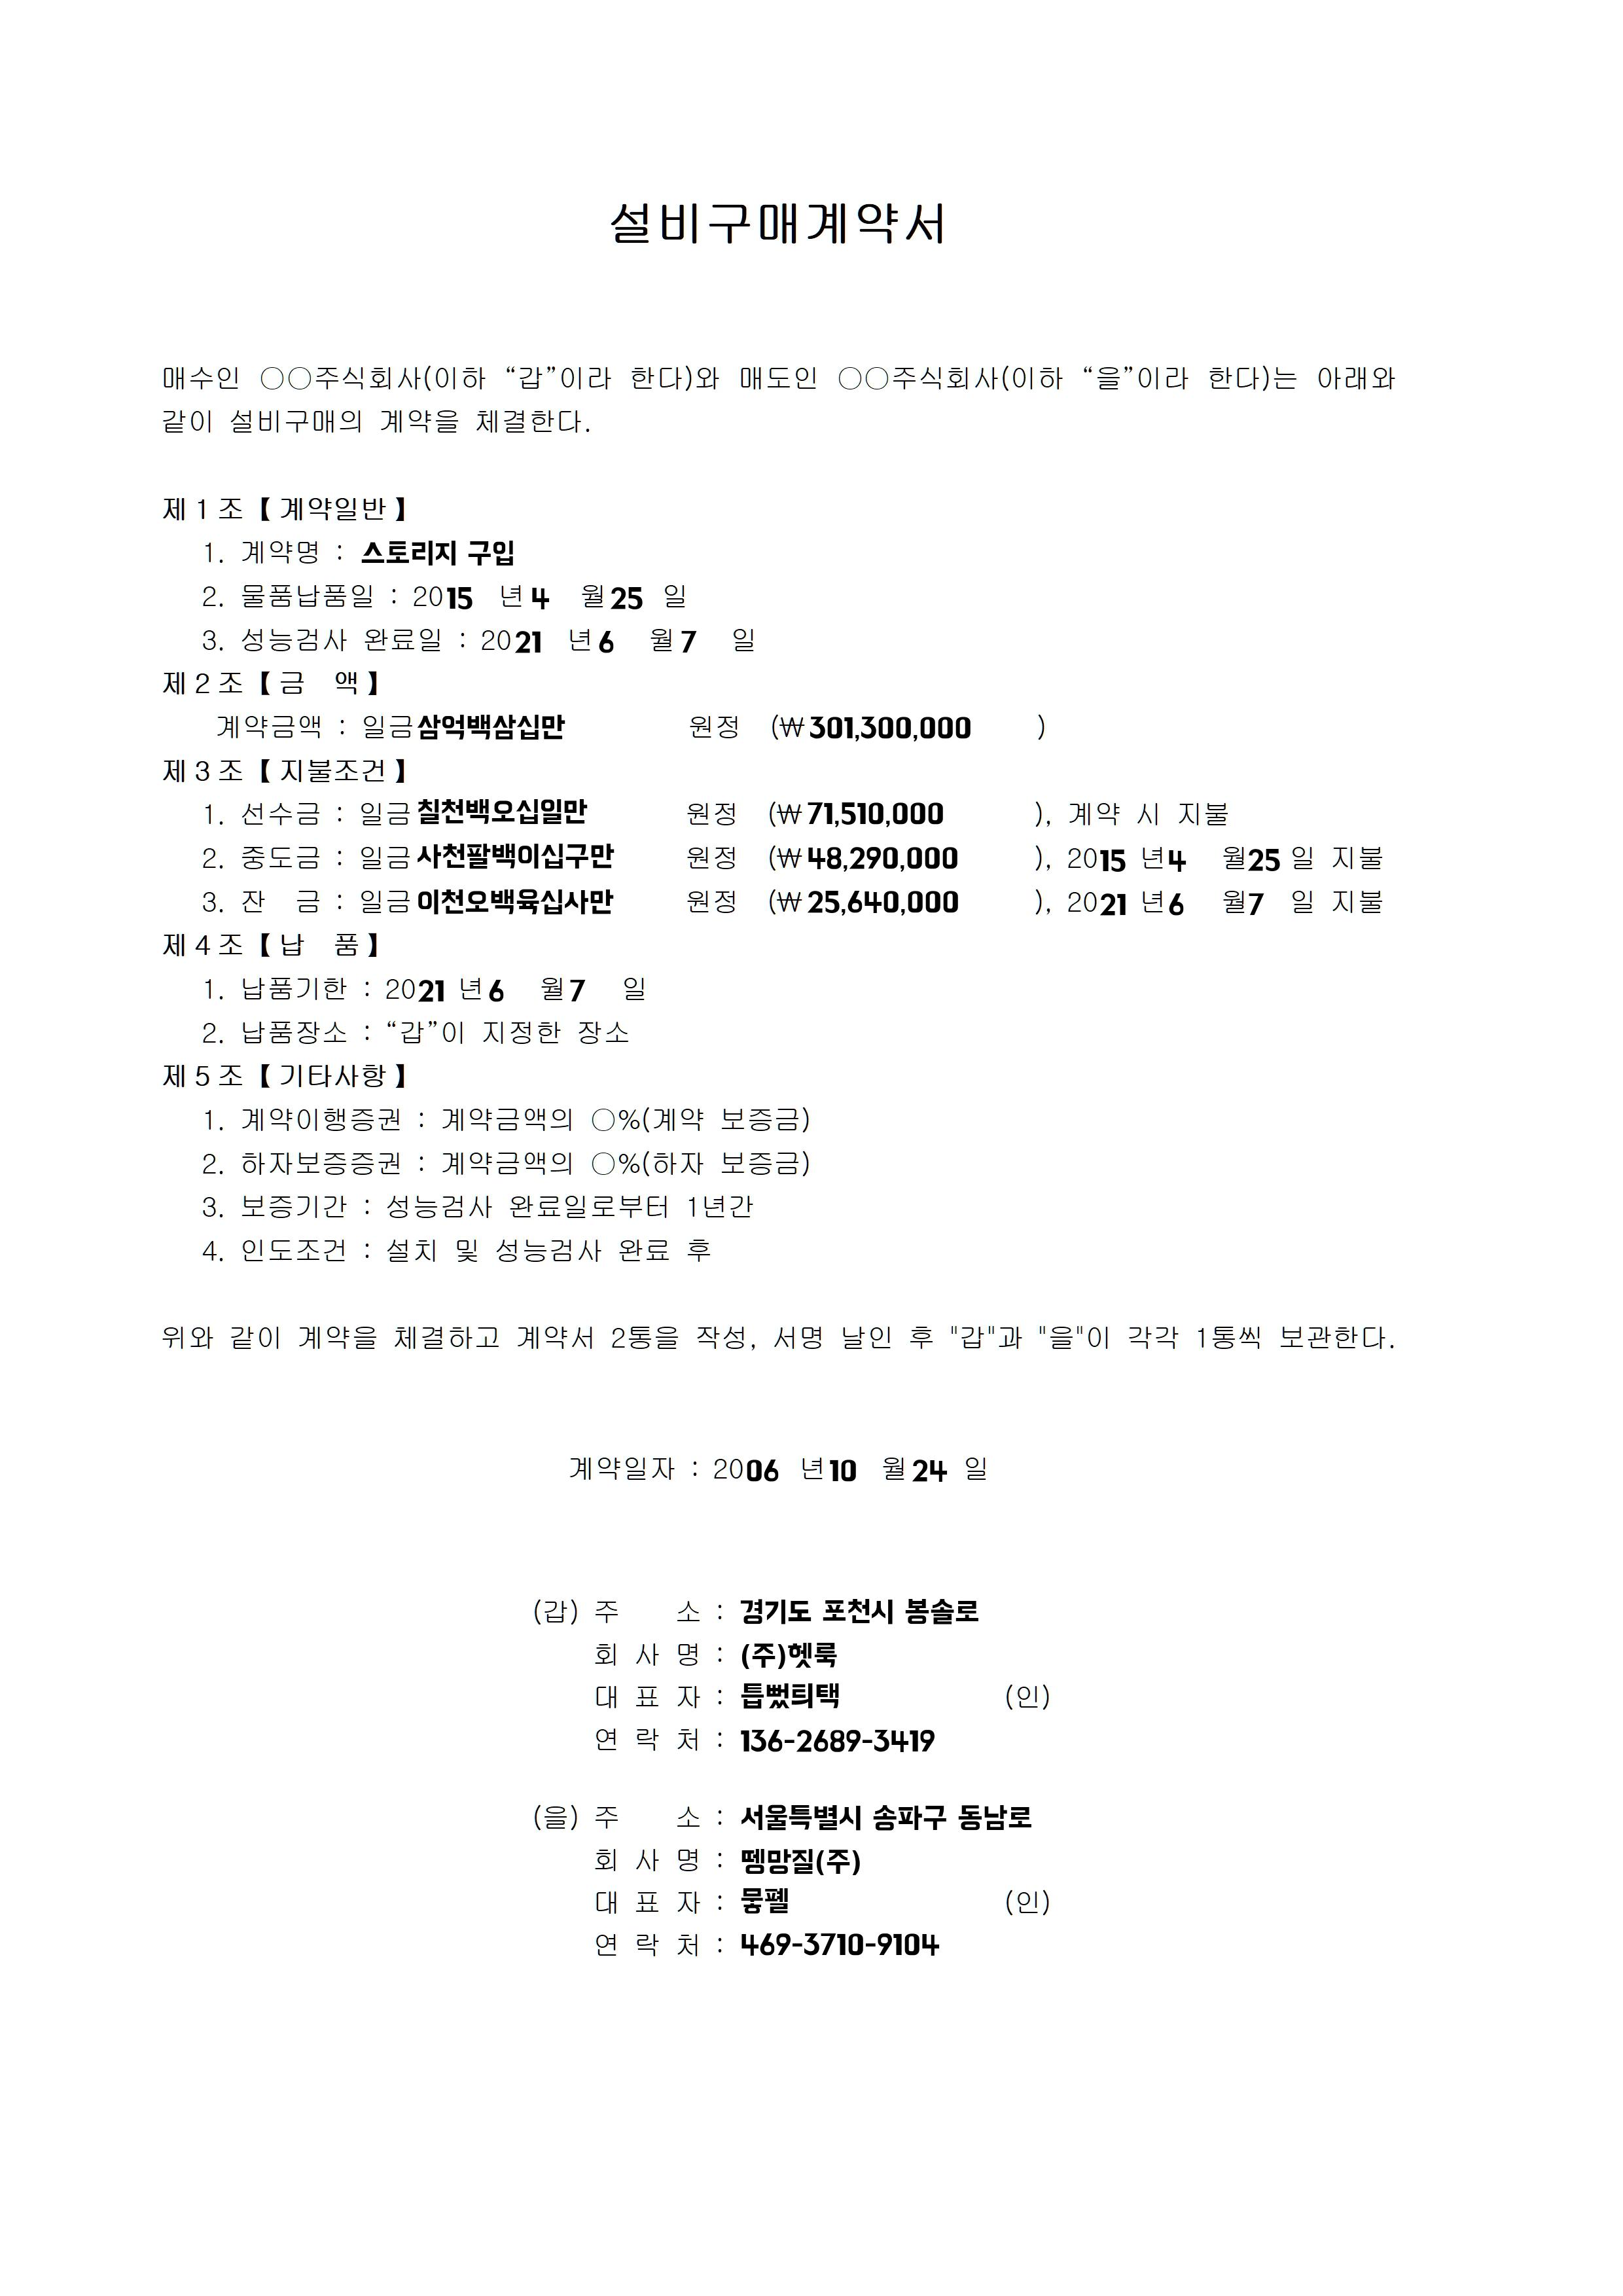 설비구매계약서
매수인 ○○주식회사(이하 “갑”이라 한다)와 매도인 ○○주식회사(이하 “을”이라 한다)는 아래와
같이 설비구매의 계약을 체결한다.
제1조【계약일반】
1. 계약명 : 스토리지 구입
2. 물품납품일 : 2015 년 4 월 25 일
3. 성능검사 완료일 : 2021 년 6 월 7 일
제2조【금 액】
계약금액 : 일금 삼억백삼십만 원정 (₩301,300,000 )
제3조【지불조건】
1. 선수금 : 일금 칠천백오십일만 원정 (₩71,510,000 ), 계약 시 지불
2. 중도금 : 일금 사천팔백이십구만 원정 (₩48,290,000 ), 2015 년 4 월 25 일 지불
3. 잔 금 : 일금 이천오백육십사만 원정 (₩25,640,000 ), 2021 년 6 월 7 일 지불
제4조【납 품】
1. 납품기한 : 2021 년 6 월 7 일
2. 납품장소 : “갑”이 지정한 장소
제5조【기타사항】
1. 계약이행증권 : 계약금액의 ○%(계약 보증금)
2. 하자보증증권 : 계약금액의 ○%(하자 보증금)
3. 보증기간 : 성능검사 완료일로부터 1년간
4. 인도조건 : 설치 및 성능검사 완료 후
위와 같이 계약을 체결하고 계약서 2통을 작성, 서명 날인 후 "갑"과 "을"이 각각 1통씩 보관한다.
계약일자 : 2006 년 10 월 24 일
(갑) 주 소 : 경기도 포천시 봉솔로
회 사 명 : (주)헷룩
대 표 자 : 틉뻤틔택 (인)
연 락 처 : 136-2689-3419
(을) 주 소 : 서울특별시 송파구 동남로
회 사 명 : 뗑망질(주)
대 표 자 : 뭏폘 (인)
연 락 처 : 469-3710-9104